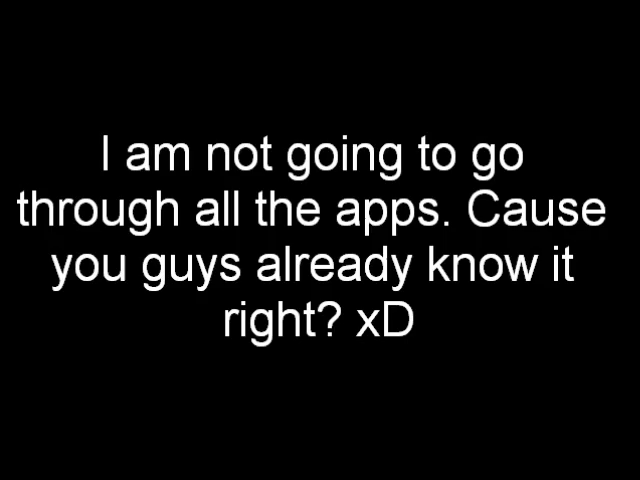 I am not going to go
through all the apps. Cause
you guys already know it
right? xD